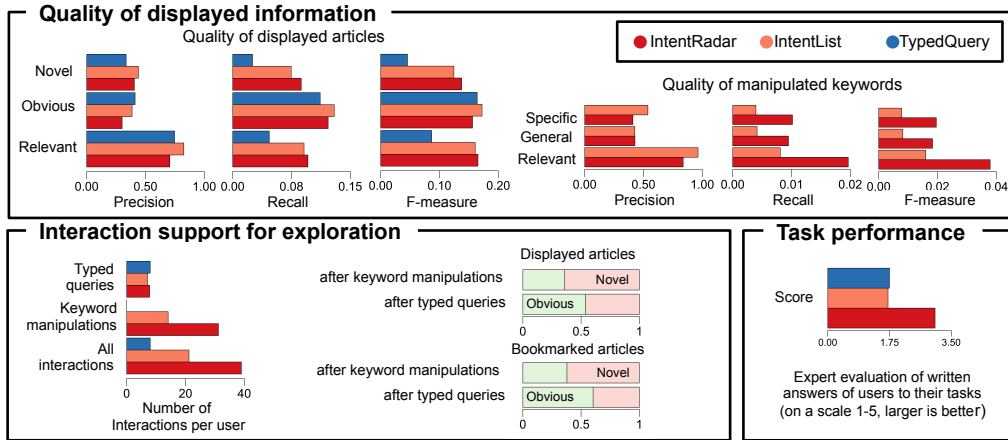 Quality of displayed information
Quality of displayed articles
IntentRadar IntentList TypedQuery
Novel
Obvious
Relevant
0.00 0.50 1.00
Precision
0.00 0.08 0.15
Recall
0.00 0.10 0.20
F-measure
Quality of manipulated keywords
Specific
General
Relevant
0.00 0.50 1.00
Precision
0.00 0.01 0.02
Recall
0.00 0.02 0.04
F-measure
Interaction support for exploration
Typed
queries
Keyword
manipulations
All
interactions
0 20 40
Number of
Interactions per user
Displayed articles
after keyword manipulations Novel
after typed queries Obvious
0 0.5 1
Bookmarked articles
after keyword manipulations Novel
after typed queries Obvious
0 0.5 1
Task performance
Score
0.00 1.75 3.50
Expert evaluation of written
answers of users to their tasks
(on a scale 1-5, larger is better)